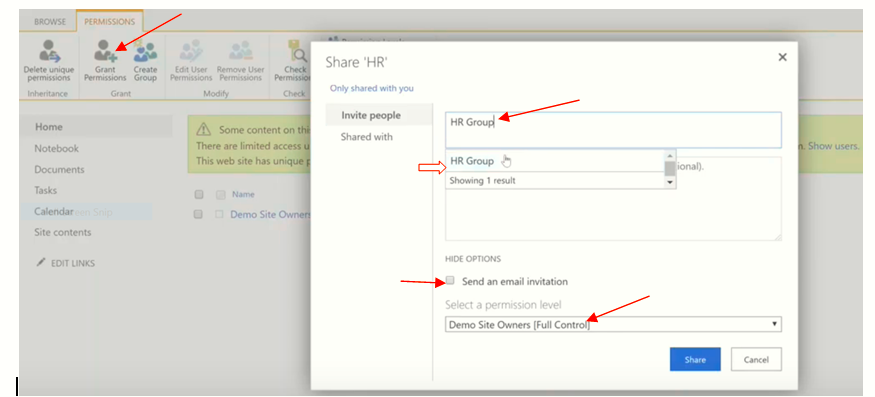 BROWSE PERMISSIONS
Delete unique permissions
Grant Permissions
Create Group
Edit User Permissions
Remove User Permissions
Check
Inheritance Grant Modify Check
Home
Notebook
Documents
Tasks
Calendar
Site contents
EDIT LINKS
Some content on
There are limited access
This web site has unique
Show users.
Name
Demo Site Owners
Share 'HR'
Only shared with you
Invite people
Shared with
HR Group
HR Group
Showing 1 result
HIDE OPTIONS
Send an email invitation
Select a permission level
Demo Site Owners [Full Control]
Share Cancel